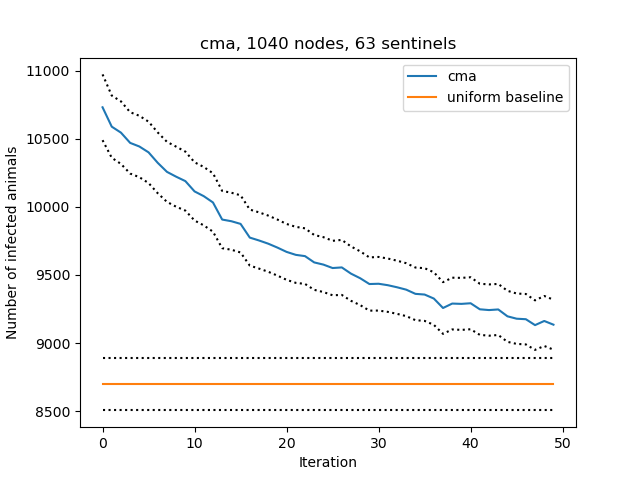 cma, 1040 nodes, 63 sentinels
cma
uniform baseline
Number of infected animals
11000
10500
10000
9500
9000
8500
0 10 20 30 40 50
Iteration